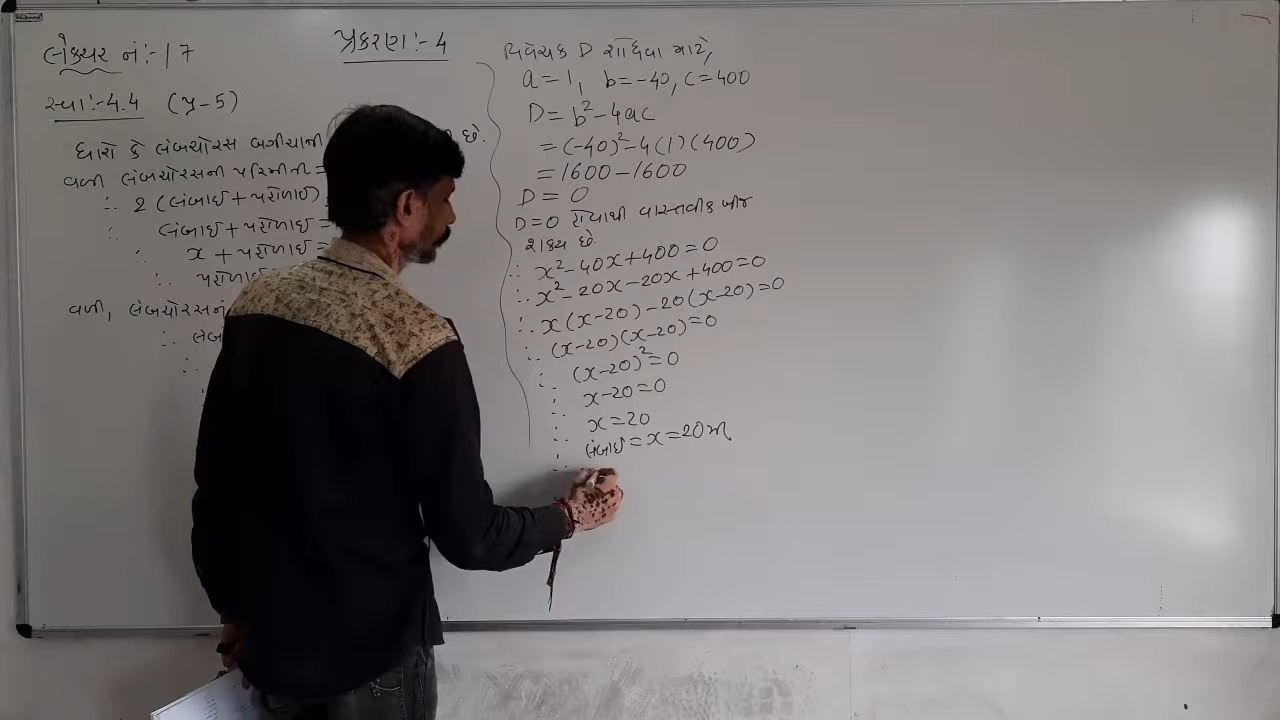 લેક્ચર નં:-17
પ્રકરણ:-4
સ્વા:-4.4 (પ્ર-5)
ધારો કે લંબચોરસ બગીચાની છે.
વળી લંબચોરસની પરિમીતી =
∴ 2 (લંબાઈ + પહોળાઈ)
∴ લંબાઈ + પહોળાઈ =
∴ x + પહોળાઈ =
∴ પહોળાઈ
વળી, લંબચોરસનું
∴
∴
વિવેચક D શોધવા માટે,
a = 1, b = -40, c = 400
D = b² - 4ac
= (-40)² - 4(1)(400)
= 1600 - 1600
D = 0
D = 0 હોવાથી વાસ્તવીક બીજ
શક્ય છે.
∴ x² - 40x + 400 = 0
∴ x² - 20x - 20x + 400 = 0
∴ x(x-20) - 20(x-20) = 0
∴ (x-20)(x-20) = 0
∴ (x-20)² = 0
∴ x - 20 = 0
∴ x = 20
∴ લંબાઈ = x = 20 મી
∴